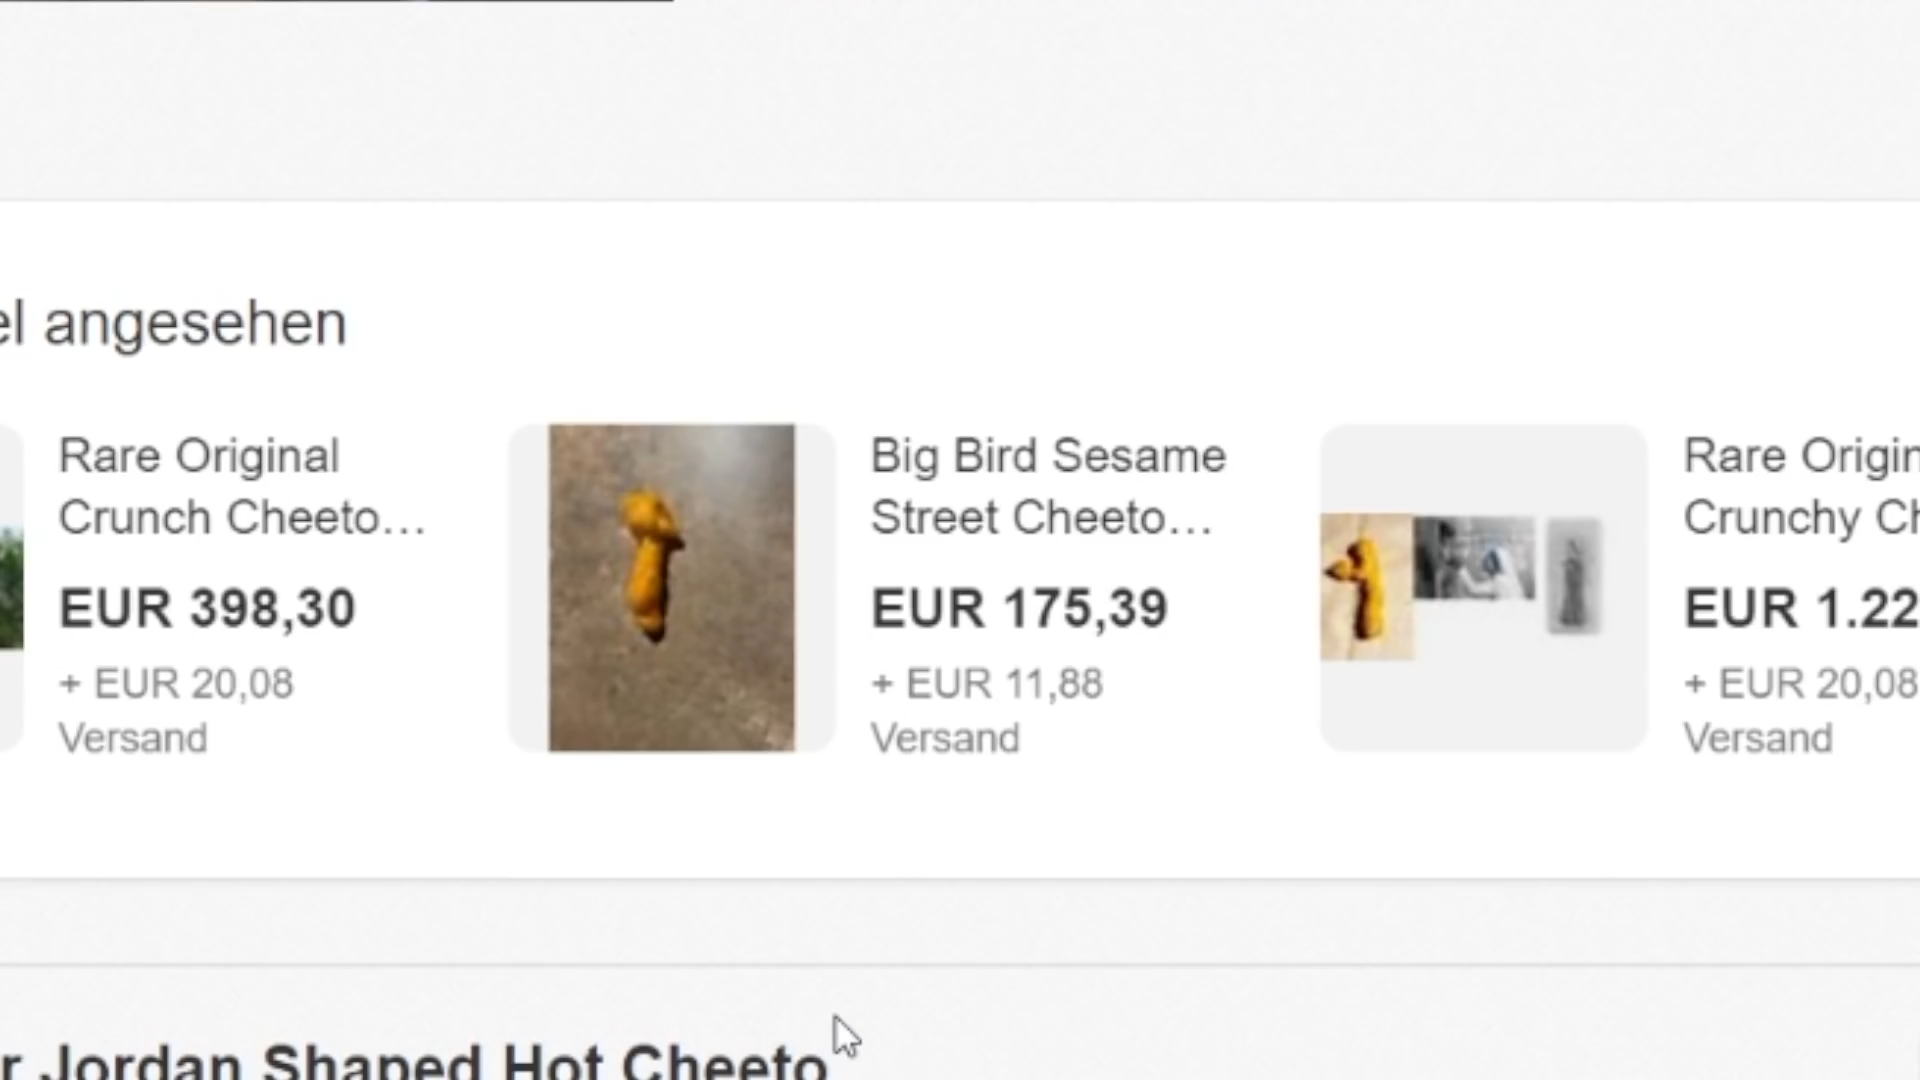 el angesehen
Rare Original
Crunch Cheeto…
EUR 398,30
+ EUR 20,08
Versand
Big Bird Sesame
Street Cheeto…
EUR 175,39
+ EUR 11,88
Versand
Rare Origin
Crunchy Ch
EUR 1.22
+ EUR 20,08
Versand
r Jordan Shaped Hot Cheeto